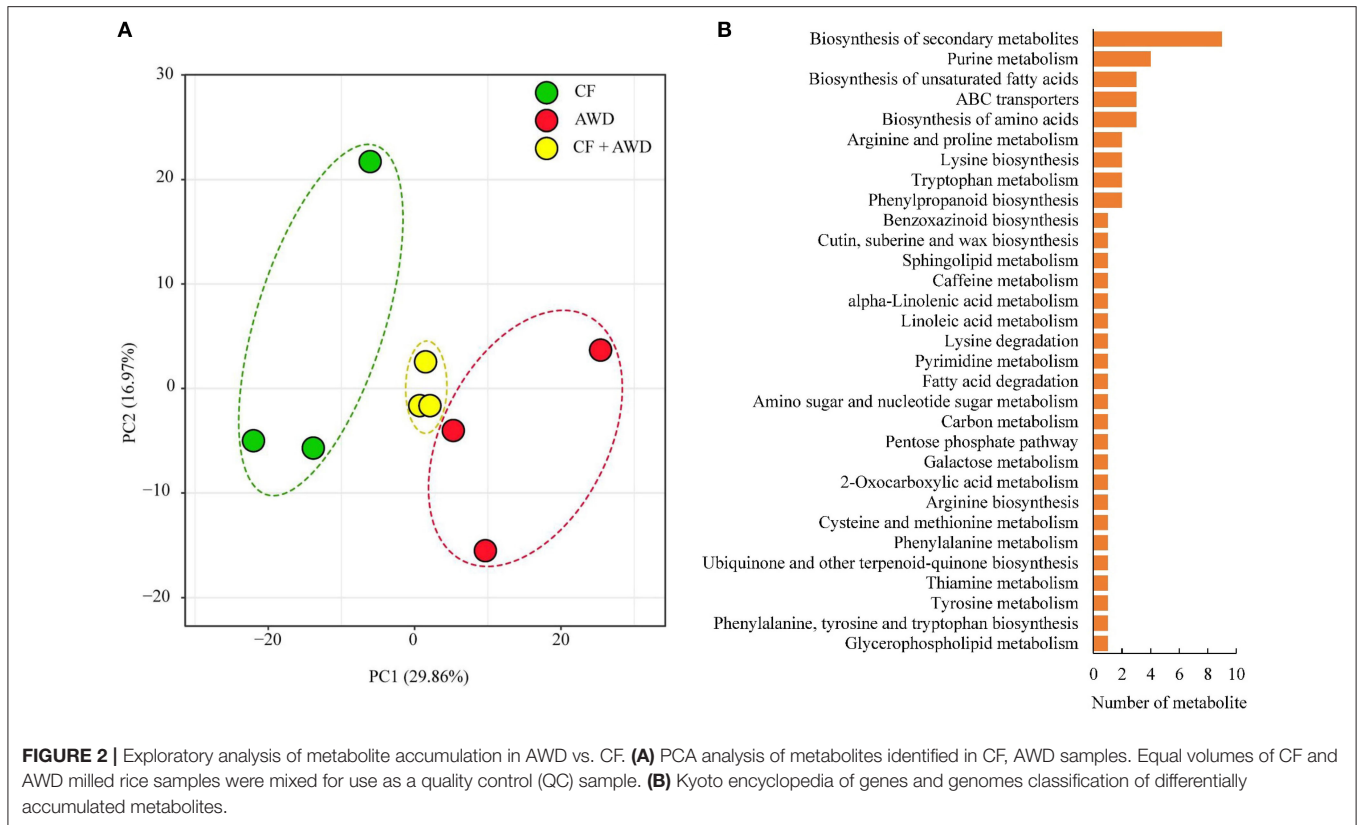 A
30
20
10
0
−10
−20
PC2 (16.97%)
CF
AWD
CF + AWD
−20
0
20
PC1 (29.86%)
B
Biosynthesis of secondary metabolites
Purine metabolism
Biosynthesis of unsaturated fatty acids
ABC transporters
Biosynthesis of amino acids
Arginine and proline metabolism
Lysine biosynthesis
Tryptophan metabolism
Phenylpropanoid biosynthesis
Benzoxazinoid biosynthesis
Cutin, suberine and wax biosynthesis
Sphingolipid metabolism
Caffeine metabolism
alpha-Linolenic acid metabolism
Linoleic acid metabolism
Lysine degradation
Pyrimidine metabolism
Fatty acid degradation
Amino sugar and nucleotide sugar metabolism
Carbon metabolism
Pentose phosphate pathway
Galactose metabolism
2-Oxocarboxylic acid metabolism
Arginine biosynthesis
Cysteine and methionine metabolism
Phenylalanine metabolism
Ubiquinone and other terpenoid-quinone biosynthesis
Thiamine metabolism
Tyrosine metabolism
Phenylalanine, tyrosine and tryptophan biosynthesis
Glycerophospholipid metabolism
0 2 4 6 8 10
Number of metabolite
FIGURE 2 | Exploratory analysis of metabolite accumulation in AWD vs. CF. (A) PCA analysis of metabolites identified in CF, AWD samples. Equal volumes of CF and
AWD milled rice samples were mixed for use as a quality control (QC) sample. (B) Kyoto encyclopedia of genes and genomes classification of differentially
accumulated metabolites.